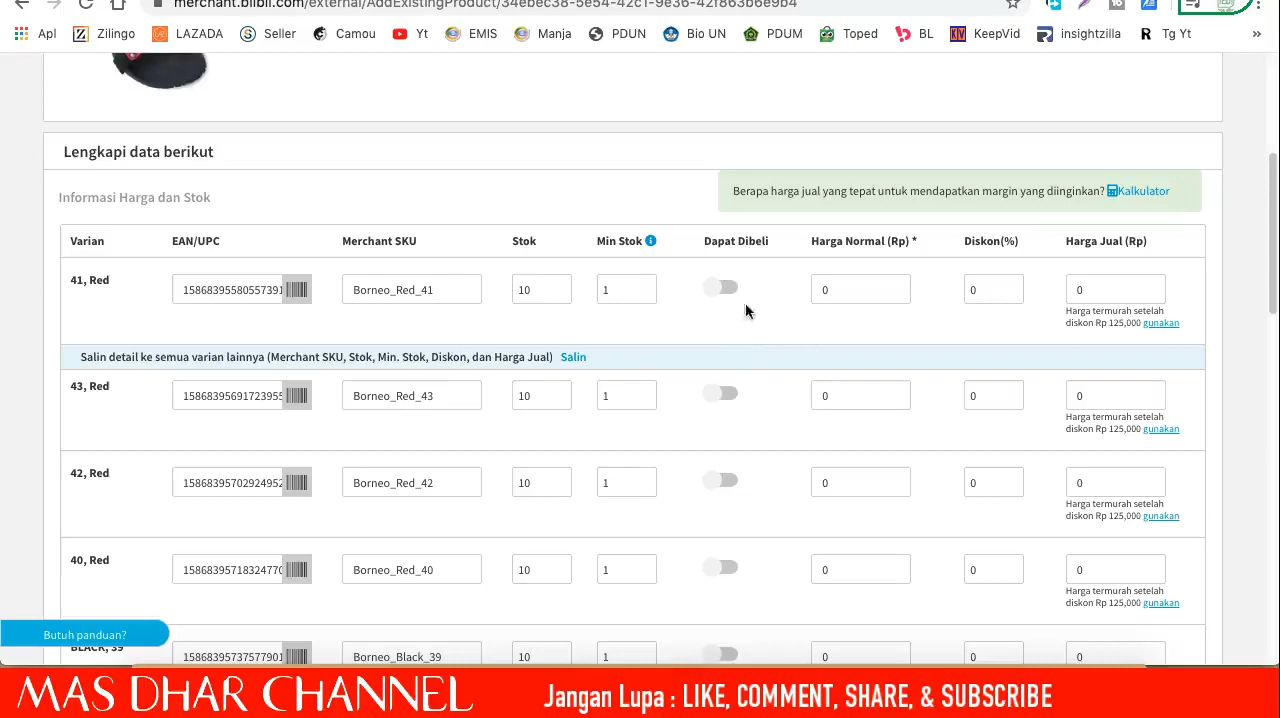 merchant.blibli.com/external/AddExistingProduct/34ebec38-5e54-42c1-9e36-42f863b6e9b4
Apl Zilingo LAZADA Seller Camou Yt EMIS Manja PDUN Bio UN PDUM Toped BL KeepVid insightzilla Tg Yt »
Lengkapi data berikut
Informasi Harga dan Stok
Berapa harga jual yang tepat untuk mendapatkan margin yang diinginkan? Kalkulator
Varian EAN/UPC Merchant SKU Stok Min Stok Dapat Dibeli Harga Normal (Rp) * Diskon(%) Harga Jual (Rp)
41, Red 1586839558055739 Borneo_Red_41 10 1 0 0 0
Harga termurah setelah
diskon Rp 125,000 gunakan
Salin detail ke semua varian lainnya (Merchant SKU, Stok, Min. Stok, Diskon, dan Harga Jual) Salin
43, Red 1586839569172395 Borneo_Red_43 10 1 0 0 0
Harga termurah setelah
diskon Rp 125,000 gunakan
42, Red 1586839570292495 Borneo_Red_42 10 1 0 0 0
Harga termurah setelah
diskon Rp 125,000 gunakan
40, Red 1586839571832477 Borneo_Red_40 10 1 0 0 0
Harga termurah setelah
diskon Rp 125,000 gunakan
Butuh panduan?
BLACK, 39 1586839573757790 Borneo_Black_39 10 1 0 0 0
MAS DHAR CHANNEL Jangan Lupa : LIKE, COMMENT, SHARE, & SUBSCRIBE